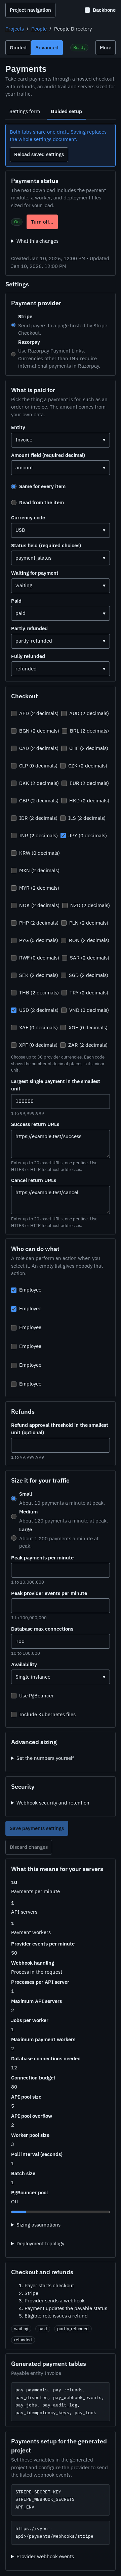 Project navigation
Backbone
Projects / People / People Directory
Guided
Advanced
Ready
More
Payments
Take card payments through a hosted checkout,
with refunds, an audit trail and servers sized for
your traffic.
Settings form
Guided setup
Both tabs share one draft. Saving replaces
the whole settings document.
Reload saved settings
Payments status
The next download includes the payment
module, a worker, and deployment files
sized for your load.
On
Turn off...
▸ What this changes
Created Jan 10, 2026, 12:00 PM · Updated
Jan 10, 2026, 12:00 PM
Settings
Payment provider
Stripe
Send payers to a page hosted by Stripe
Checkout.
Razorpay
Use Razorpay Payment Links.
Currencies other than INR require
international payments in Razorpay.
What is paid for
Pick the thing a payment is for, such as an
order or invoice. The amount comes from
your own data.
Entity
Invoice
Amount field (required decimal)
amount
Same for every item
Read from the item
Currency code
USD
Status field (required choices)
payment_status
Waiting for payment
waiting
Paid
paid
Partly refunded
partly_refunded
Fully refunded
refunded
Checkout
AED (2 decimals)
AUD (2 decimals)
BGN (2 decimals)
BRL (2 decimals)
CAD (2 decimals)
CHF (2 decimals)
CLF (0 decimals)
CZK (2 decimals)
DKK (2 decimals)
EUR (2 decimals)
GBP (2 decimals)
HKD (2 decimals)
IDR (2 decimals)
ILS (2 decimals)
INR (2 decimals)
JPY (0 decimals)
KRW (0 decimals)
MXN (2 decimals)
MYR (2 decimals)
NOK (2 decimals)
NZD (2 decimals)
PHP (2 decimals)
PLN (2 decimals)
PYG (0 decimals)
RON (2 decimals)
RWF (0 decimals)
SAR (2 decimals)
SEK (2 decimals)
SGD (2 decimals)
THB (2 decimals)
TRY (2 decimals)
USD (2 decimals)
VND (0 decimals)
XAF (0 decimals)
XOF (0 decimals)
XPF (0 decimals)
ZAR (2 decimals)
Choose up to 20 provider currencies. Each code
shows the number of decimal places in its minor
unit.
Largest single payment in the smallest
unit
100000
1 to 99,999,999
Success return URLs
https://example.test/success
Enter up to 20 exact URLs, one per line. Use
HTTPS or HTTP localhost addresses.
Cancel return URLs
https://example.test/cancel
Enter up to 20 exact URLs, one per line. Use
HTTPS or HTTP localhost addresses.
Who can do what
A role can perform an action when you
select it. An empty list gives nobody that
action.
Employee
Employee
Employee
Employee
Employee
Employee
Refunds
Refund approval threshold in the smallest
unit (optional)
1 to 99,999,999
Size it for your traffic
Small
About 10 payments a minute at peak.
Medium
About 120 payments a minute at peak.
Large
About 1,200 payments a minute at
peak.
Peak payments per minute
1 to 10,000,000
Peak provider events per minute
1 to 100,000,000
Database max connections
100
10 to 100,000
Availability
Single instance
Use PgBouncer
Include Kubernetes files
Advanced sizing
▸ Set the numbers yourself
Security
▸ Webhook security and retention
Save payments settings
Discard changes
What this means for your servers
10
Payments per minute
1
API servers
1
Payment workers
Provider events per minute
50
Webhook handling
Process in the request
Processes per API server
1
Maximum API servers
2
Jobs per worker
1
Maximum payment workers
2
Database connections needed
12
Connection budget
80
API pool size
5
API pool overflow
2
Worker pool size
3
Poll interval (seconds)
1
Batch size
1
PgBouncer pool
Off
▸ Sizing assumptions
▸ Deployment topology
Checkout and refunds
1. Payer starts checkout
2. Stripe
3. Provider sends a webhook
4. Payment updates the payable status
5. Eligible role issues a refund
waiting
paid
partly_refunded
refunded
Generated payment tables
Payable entity Invoice
pay_payments, pay_refunds,
pay_disputes, pay_webhook_events,
pay_jobs, pay_audit_log,
pay_idempotency_keys, pay_lock
Payments setup for the generated
project
Set these variables in the generated
project and configure the provider to send
the listed webhook events.
STRIPE_SECRET_KEY
STRIPE_WEBHOOK_SECRETS
APP_ENV
https://<your-
api>/payments/webhooks/stripe
▸ Provider webhook events